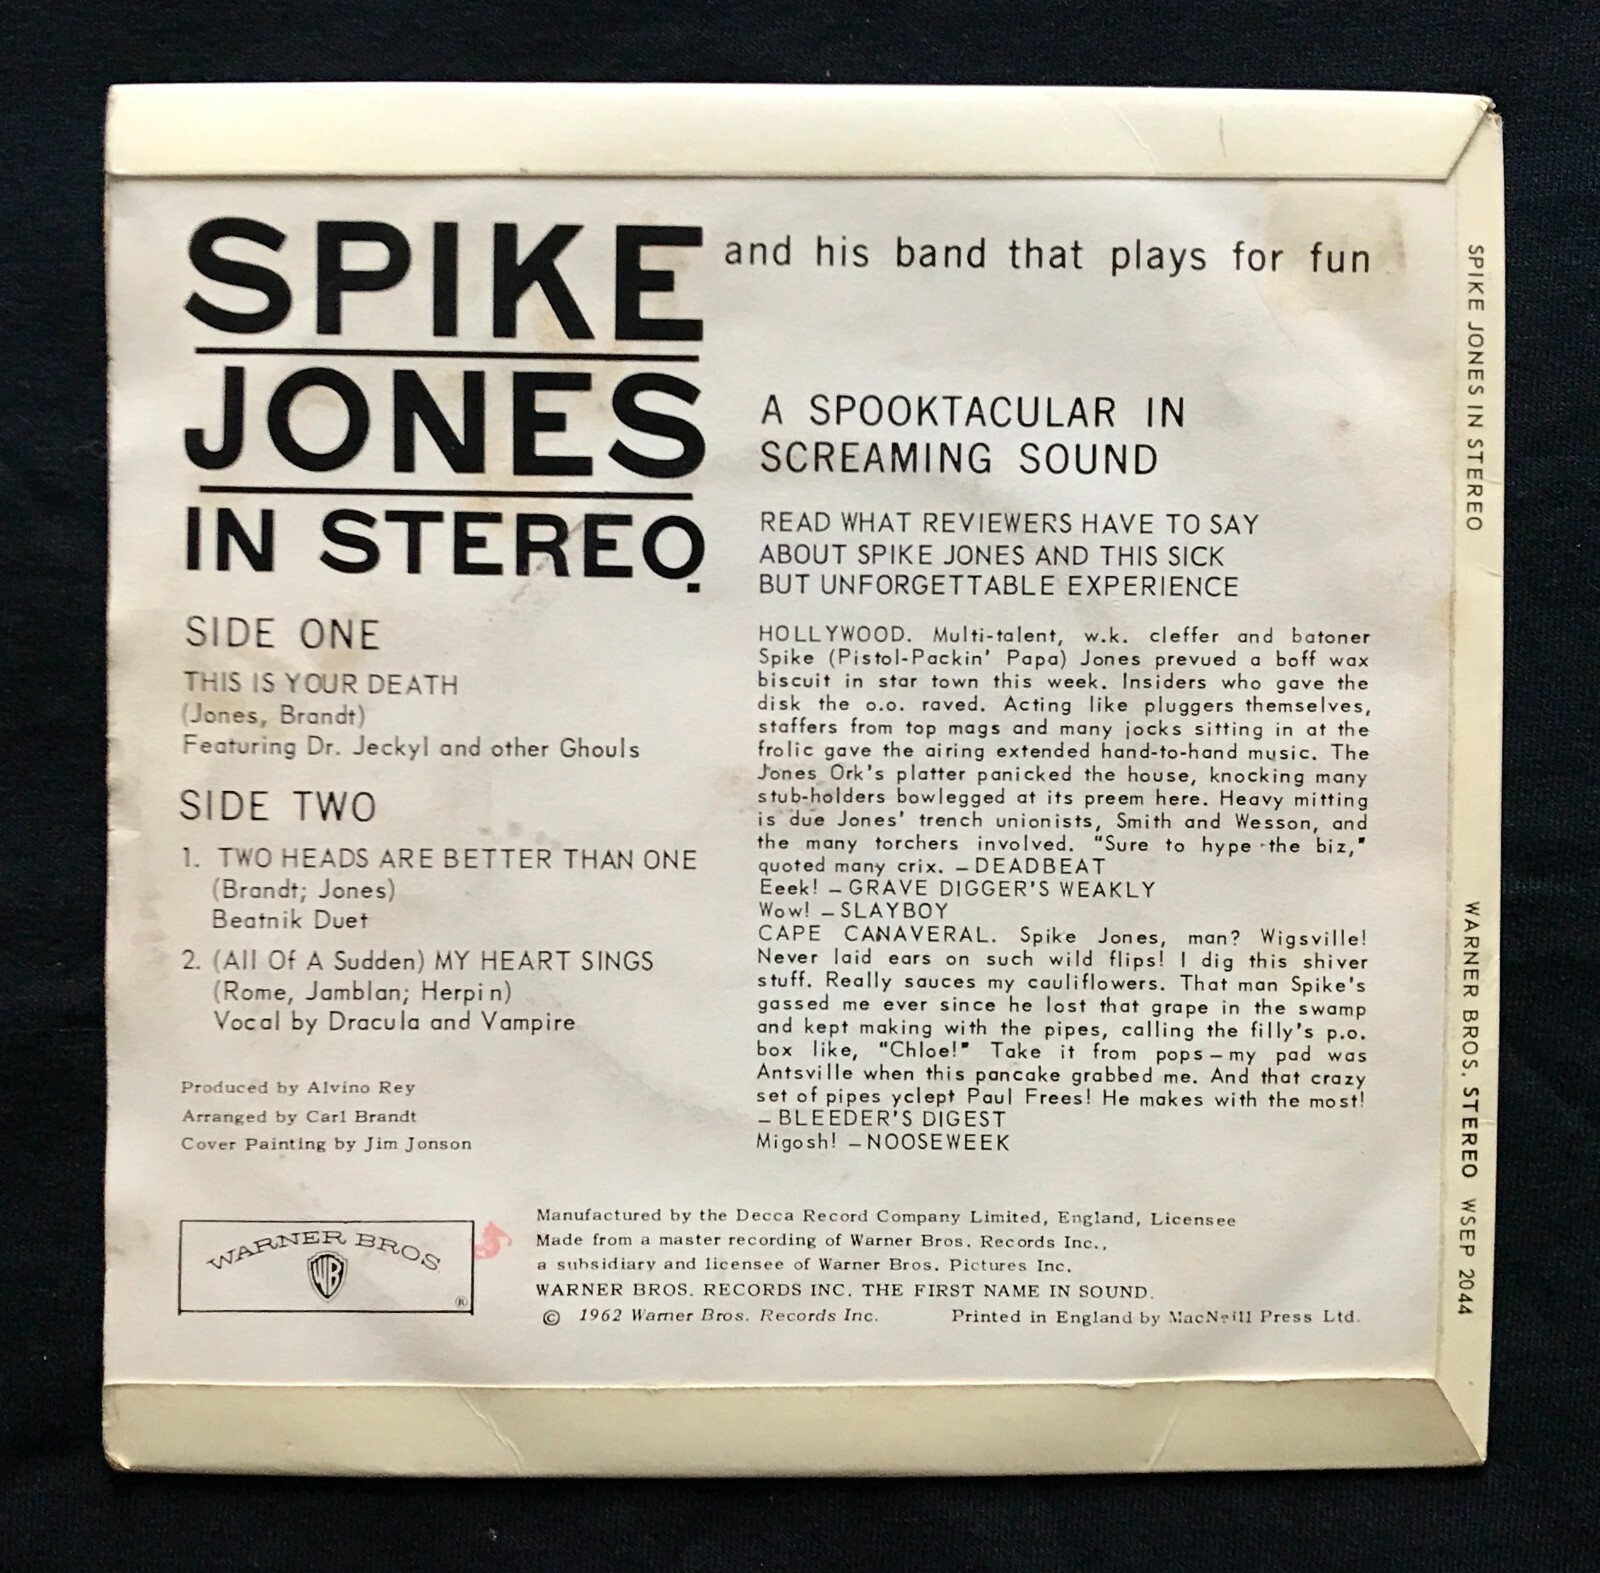 SPIKE
JONES
IN STEREO.
and his band that plays for fun
SIDE ONE
THIS IS YOUR DEATH
(Jones, Brandt)
Featuring Dr. Jeckyl and other Ghouls
SIDE TWO
1. TWO HEADS ARE BETTER THAN ONE
(Brandt; Jones)
Beatnik Duet
2. (All Of A Sudden) MY HEART SINGS
(Rome, Jamblan; Herpin)
Vocal by Dracula and Vampire
Produced by Alvino Rey
Arranged by Carl Brandt
Cover Painting by Jim Jonson
A SPOOKTACULAR IN
SCREAMING SOUND
READ WHAT REVIEWERS HAVE TO SAY
ABOUT SPIKE JONES AND THIS SICK
BUT UNFORGETTABLE EXPERIENCE
HOLLYWOOD. Multi-talent, w.k. cleffer and batoner
Spike (Pistol-Packin' Papa) Jones prevued a boff wax
biscuit in star town this week. Insiders who gave the
disk the o.o. raved. Acting like pluggers themselves,
staffers from top mags and many jocks sitting in at the
frolic gave the airing extended hand-to-hand music. The
Jones Ork's platter panicked the house, knocking many
stub-holders bowlegged at its preem here. Heavy mitting
is due Jones' trench unionists, Smith and Wesson, and
the many torchers involved. "Sure to hype the biz,"
quoted many crix. – DEADBEAT
Eeek! – GRAVE DIGGER'S WEAKLY
Wow! – SLAYBOY
CAPE CANAVERAL. Spike Jones, man? Wigsville!
Never laid ears on such wild flips! I dig this shiver
stuff. Really sauces my cauliflowers. That man Spike's
gassed me ever since he lost that grape in the swamp
and kept making with the pipes, calling the filly's p.o.
box like, "Chloe!" Take it from pops – my pad was
Antsville when this pancake grabbed me. And that crazy
set of pipes yclept Paul Frees! He makes with the most!
– BLEEDER'S DIGEST
Migosh! – NOOSEWEEK
WARNER BROS.
WB
®
Manufactured by the Decca Record Company Limited, England, Licensee
Made from a master recording of Warner Bros. Records Inc.,
a subsidiary and licensee of Warner Bros. Pictures Inc.
WARNER BROS. RECORDS INC. THE FIRST NAME IN SOUND.
© 1962 Warner Bros. Records Inc. Printed in England by MacNeill Press Ltd.
SPIKE JONES IN STEREO
WARNER BROS. STEREO WSEP 2044